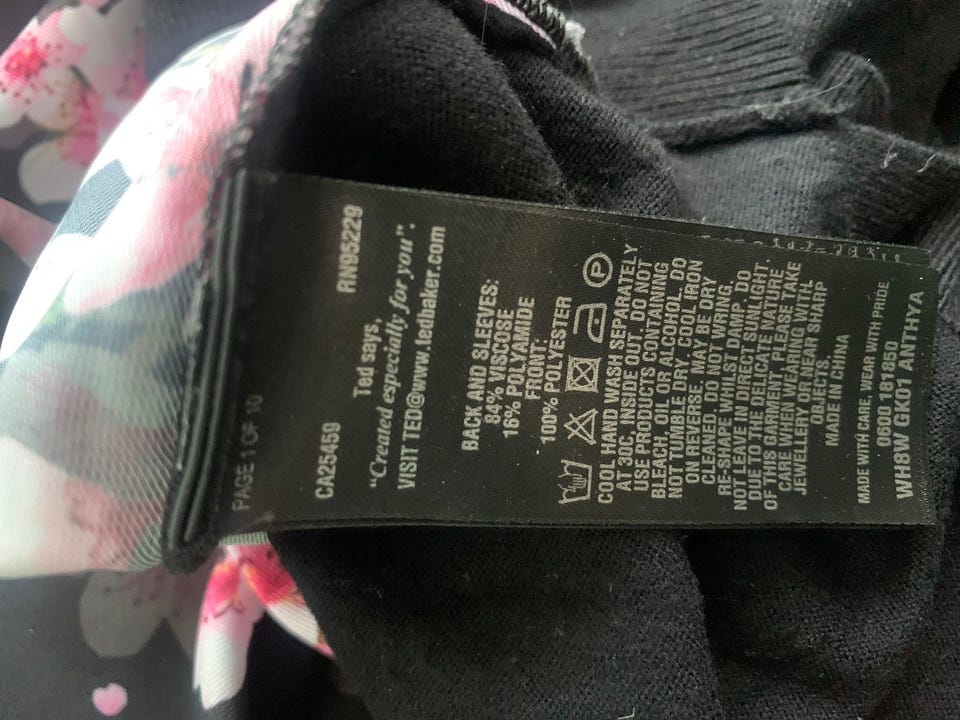 PAGE 1 OF 10
CA25459 RN95229
Ted says,
"Created especially for you".
VISIT TED@www.tedbaker.com
BACK AND SLEEVES:
84% VISCOSE
16% POLYAMIDE
FRONT:
100% POLYESTER
P
COOL HAND WASH SEPARATELY
AT 30C, INSIDE OUT. DO NOT
USE PRODUCTS CONTAINING
BLEACH, OIL OR ALCOHOL. DO
NOT TUMBLE DRY, COOL IRON
ON REVERSE, MAY BE DRY
CLEANED. DO NOT WRING.
RE-SHAPE WHILST DAMP. DO
NOT LEAVE IN DIRECT SUNLIGHT.
DUE TO THE DELICATE NATURE
OF THIS GARMENT, PLEASE TAKE
CARE WHEN WEARING WITH
JEWELLERY OR NEAR SHARP
OBJECTS.
MADE IN CHINA
MADE WITH CARE, WEAR WITH PRIDE
0600 181850
WH8W GK01 ANTHYA